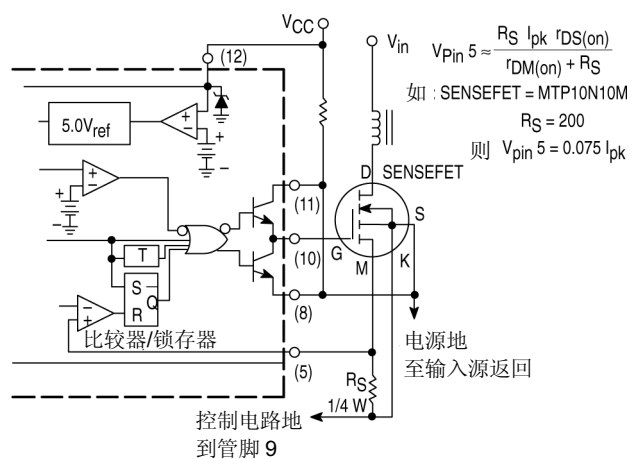 VCC
Vin
(12)
VPin 5 ≈ RS Ipk rDS(on) / rDM(on) + RS
如 : SENSEFET = MTP10N10M
RS = 200
则 Vpin 5 = 0.075 Ipk
5.0Vref
+
−
+
−
D SENSEFET
+
−
+
−
(11)
S
(10)
G
M
K
T
S
Q
R
(8)
−
+
比较器/锁存器
电源地
至输入源返回
(5)
RS
1/4 W
控制电路地
到管脚 9